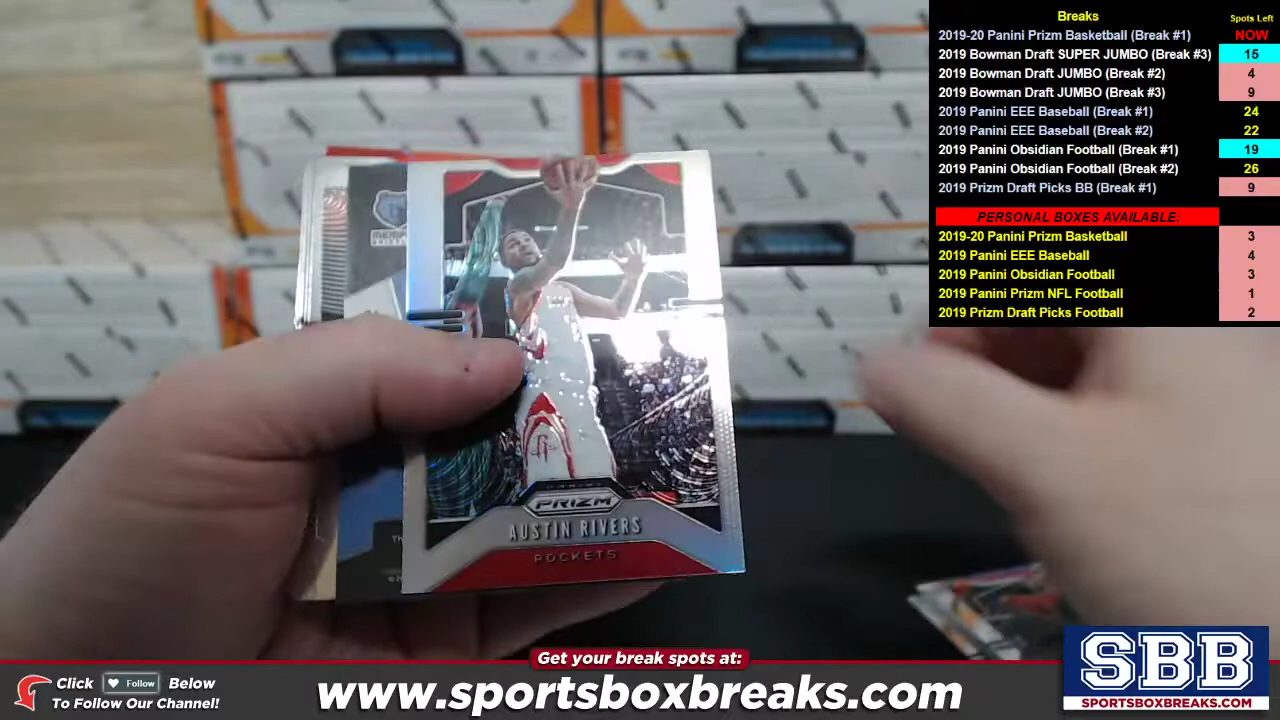 Breaks Spots Left
2019-20 Panini Prizm Basketball (Break #1) NOW
2019 Bowman Draft SUPER JUMBO (Break #3) 15
2019 Bowman Draft JUMBO (Break #2) 4
2019 Bowman Draft JUMBO (Break #3) 9
2019 Panini EEE Baseball (Break #1) 24
2019 Panini EEE Baseball (Break #2) 22
2019 Panini Obsidian Football (Break #1) 19
2019 Panini Obsidian Football (Break #2) 26
2019 Prizm Draft Picks BB (Break #1) 9
PERSONAL BOXES AVAILABLE:
2019-20 Panini Prizm Basketball 3
2019 Panini EEE Baseball 4
2019 Panini Obsidian Football 3
2019 Panini Prizm NFL Football 1
2019 Prizm Draft Picks Football 2
PANINI
PRIZM
AUSTIN RIVERS
ROCKETS
Get your break spots at:
Click Follow Below
To Follow Our Channel!
www.sportsboxbreaks.com
SBB
SPORTSBOXBREAKS.COM